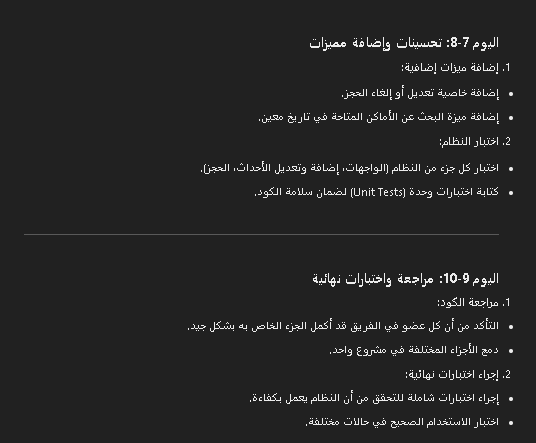 اليوم 7-8: تحسينات وإضافة مميزات
1. إضافة ميزات إضافية:
• إضافة خاصية تعديل أو إلغاء الحجز.
• إضافة ميزة البحث عن الأماكن المتاحة في تاريخ معين.
2. اختبار النظام:
• اختبار كل جزء من النظام (الواجهات، إضافة وتعديل الأحداث، الحجز).
• كتابة اختبارات وحدة (Unit Tests) لضمان سلامة الكود.
اليوم 9-10: مراجعة واختبارات نهائية
1. مراجعة الكود:
• التأكد من أن كل عضو في الفريق قد أكمل الجزء الخاص به بشكل جيد.
• دمج الأجزاء المختلفة في مشروع واحد.
2. إجراء اختبارات نهائية:
• إجراء اختبارات شاملة للتحقق من أن النظام يعمل بكفاءة.
• اختبار الاستخدام الصحيح في حالات مختلفة.